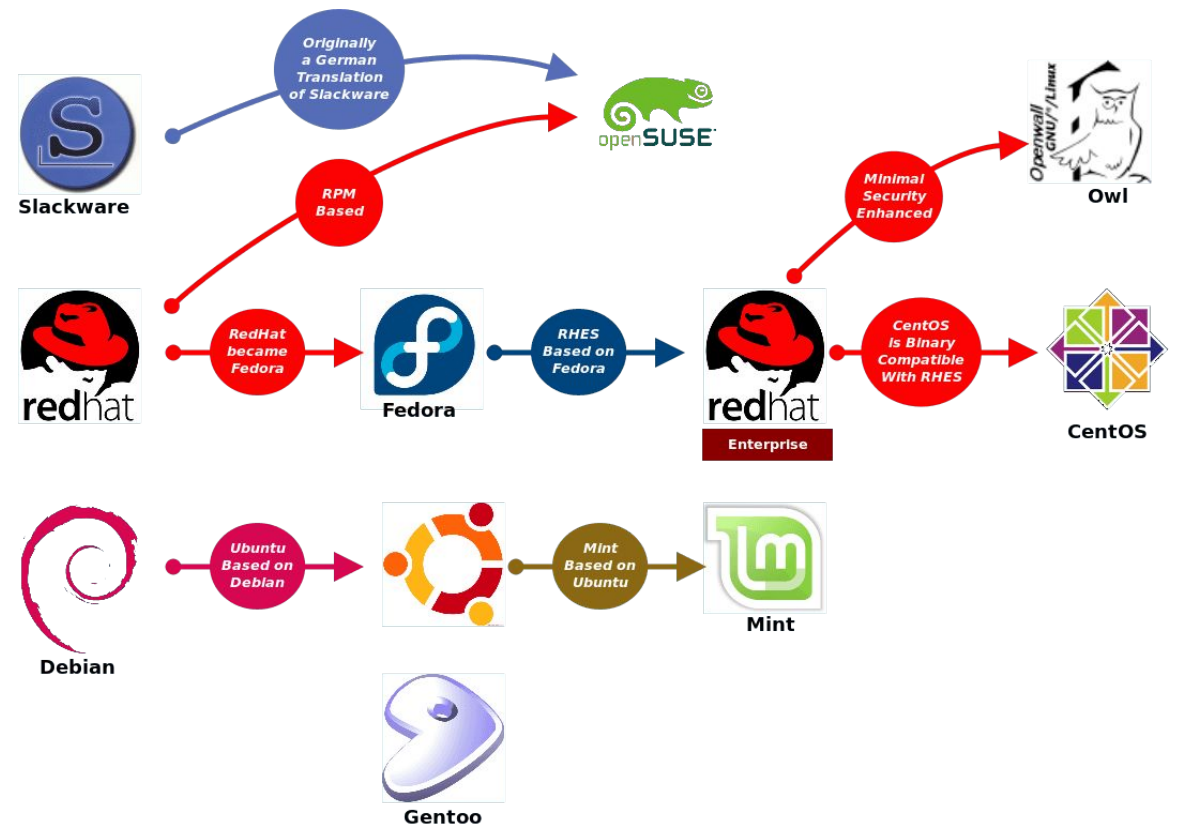 Originally
a German
Translation
of Slackware
S
Slackware
openSUSE
Openwall
GNU/*/Linux
Owl
RPM
Based
Minimal
Security
Enhanced
redhat
RedHat
became
Fedora
Fedora
RHES
Based on
Fedora
redhat
Enterprise
CentOS
is Binary
Compatible
With RHES
CentOS
Debian
Ubuntu
Based on
Debian
Mint
Based on
Ubuntu
Mint
Gentoo